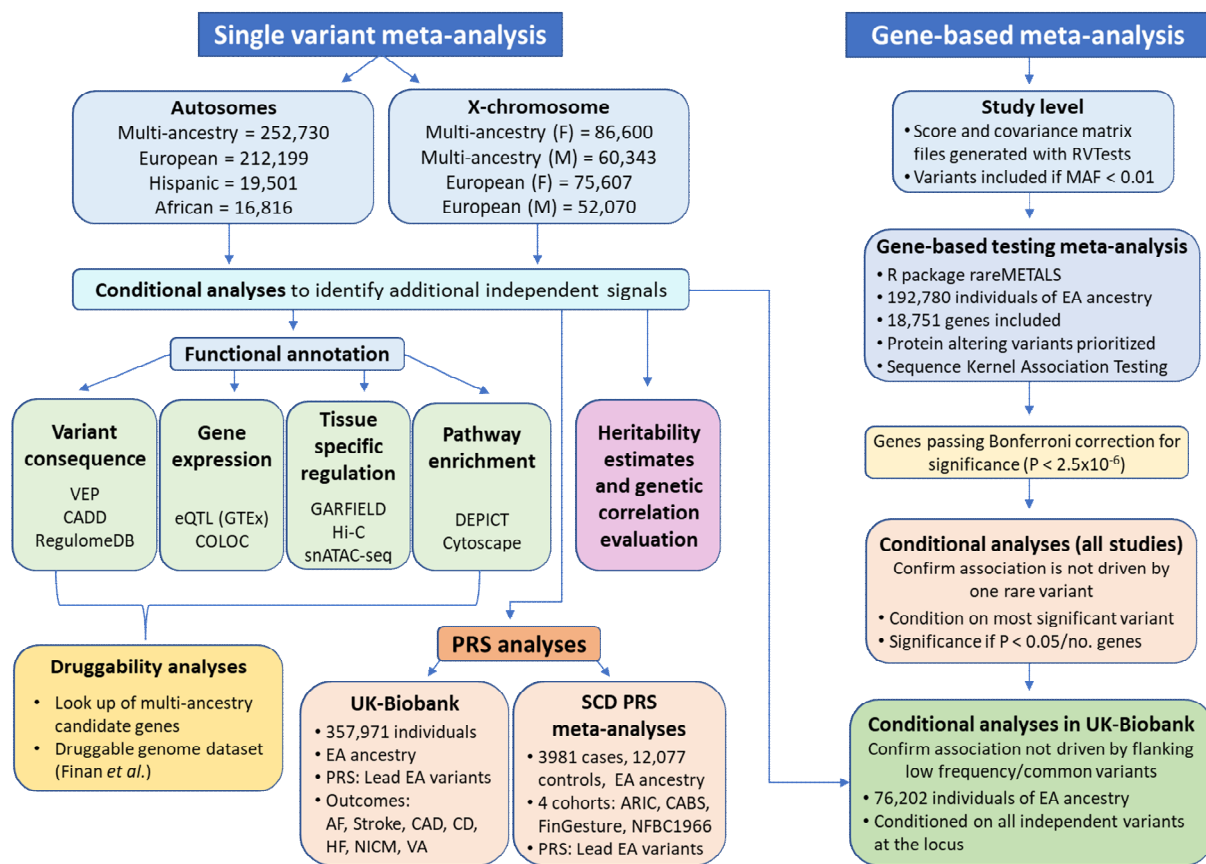 Single variant meta-analysis
Autosomes
Multi-ancestry = 252,730
European = 212,199
Hispanic = 19,501
African = 16,816
X-chromosome
Multi-ancestry (F) = 86,600
Multi-ancestry (M) = 60,343
European (F) = 75,607
European (M) = 52,070
Conditional analyses to identify additional independent signals
Functional annotation
Variant
consequence
VEP
CADD
RegulomeDB
Gene
expression
eQTL (GTEx)
COLOC
Tissue
specific
regulation
GARFIELD
Hi-C
snATAC-seq
Pathway
enrichment
DEPICT
Cytoscape
Heritability
estimates
and genetic
correlation
evaluation
Druggability analyses
• Look up of multi-ancestry
candidate genes
• Druggable genome dataset
(Finan et al.)
PRS analyses
UK-Biobank
• 357,971 individuals
• EA ancestry
• PRS: Lead EA variants
• Outcomes:
AF, Stroke, CAD, CD,
HF, NICM, VA
SCD PRS
meta-analyses
• 3981 cases, 12,077
controls, EA ancestry
• 4 cohorts: ARIC, CABS,
FinGesture, NFBC1966
• PRS: Lead EA variants
Gene-based meta-analysis
Study level
• Score and covariance matrix
files generated with RVTests
• Variants included if MAF < 0.01
Gene-based testing meta-analysis
• R package rareMETALS
• 192,780 individuals of EA ancestry
• 18,751 genes included
• Protein altering variants prioritized
• Sequence Kernel Association Testing
Genes passing Bonferroni correction for
significance (P < 2.5x10⁻⁶)
Conditional analyses (all studies)
Confirm association is not driven by
one rare variant
• Condition on most significant variant
• Significance if P < 0.05/no. genes
Conditional analyses in UK-Biobank
Confirm association not driven by flanking
low frequency/common variants
• 76,202 individuals of EA ancestry
• Conditioned on all independent variants
at the locus